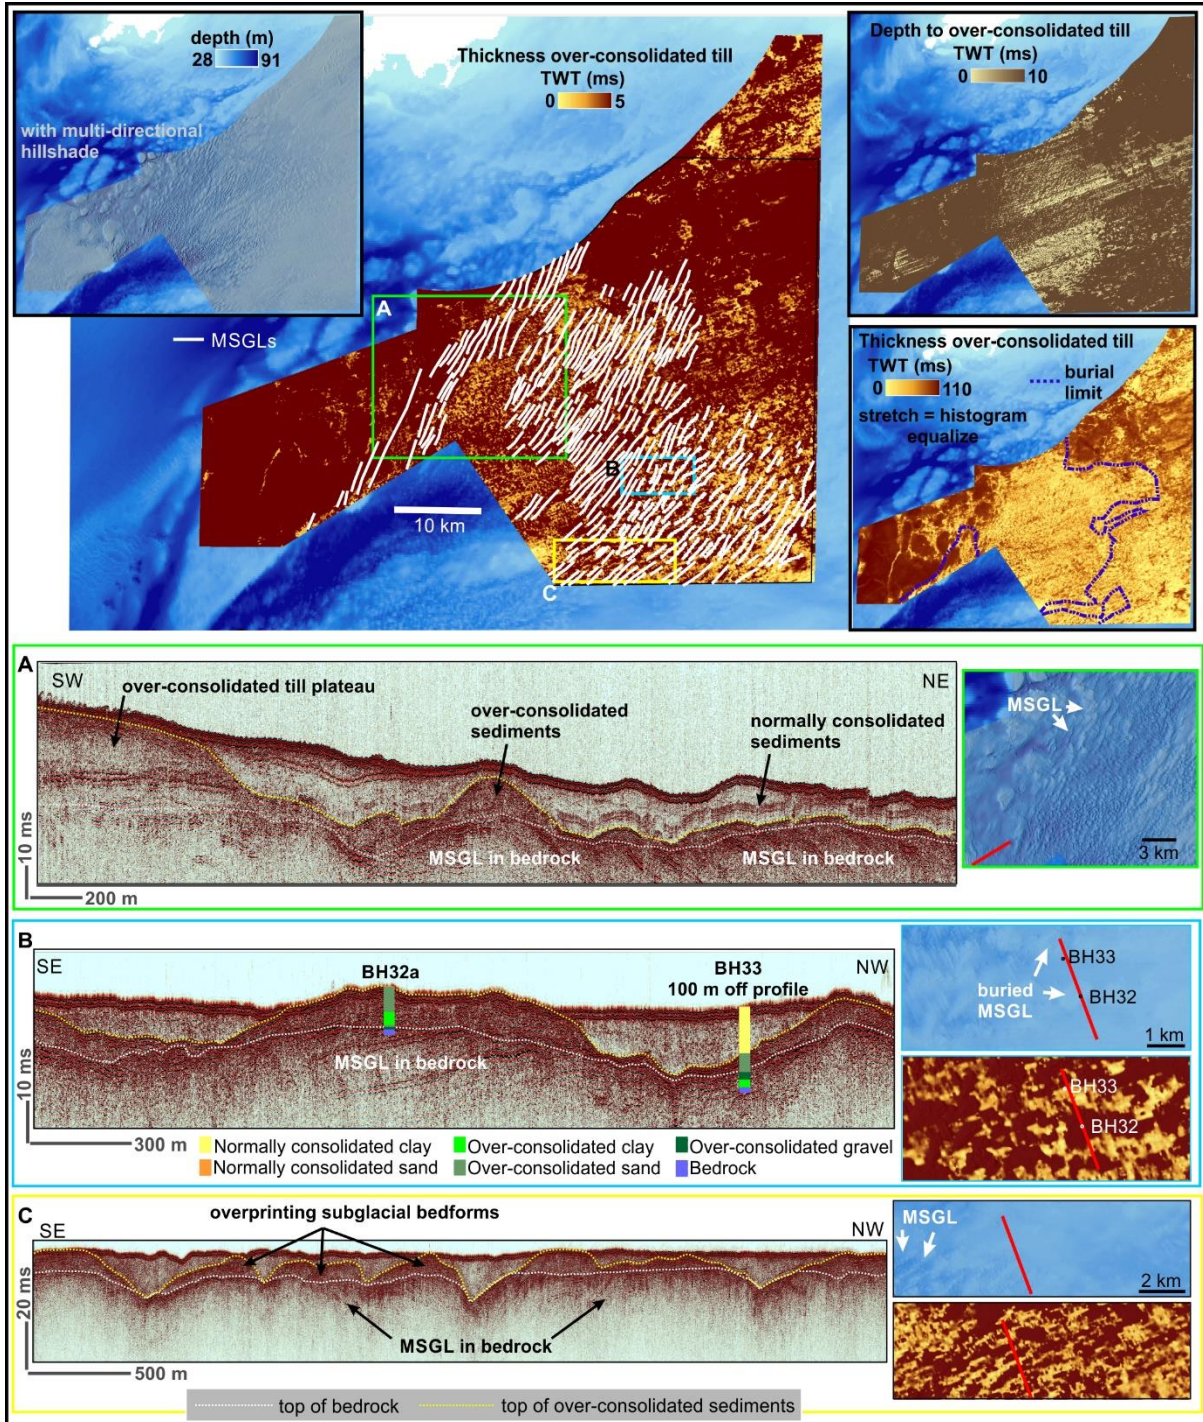 depth (m)
28 91
with multi-directional
hillshade
Thickness over-consolidated till
TWT (ms)
0 5
Depth to over-consolidated till
TWT (ms)
0 10
MSGLs
A
B
C
10 km
Thickness over-consolidated till
TWT (ms)
0 110
burial
limit
stretch = histogram
equalize
A
SW
NE
over-consolidated till plateau
over-consolidated
sediments
normally consolidated
sediments
MSGL in bedrock
MSGL in bedrock
10 ms
200 m
MSGL
3 km
B
SE
NW
BH32a
BH33
100 m off profile
MSGL in bedrock
10 ms
300 m
Normally consolidated clay
Over-consolidated clay
Over-consolidated gravel
Normally consolidated sand
Over-consolidated sand
Bedrock
BH33
buried
MSGL
BH32
1 km
BH33
BH32
C
SE
NW
overprinting subglacial bedforms
MSGL in bedrock
20 ms
500 m
MSGL
2 km
top of bedrock
top of over-consolidated sediments